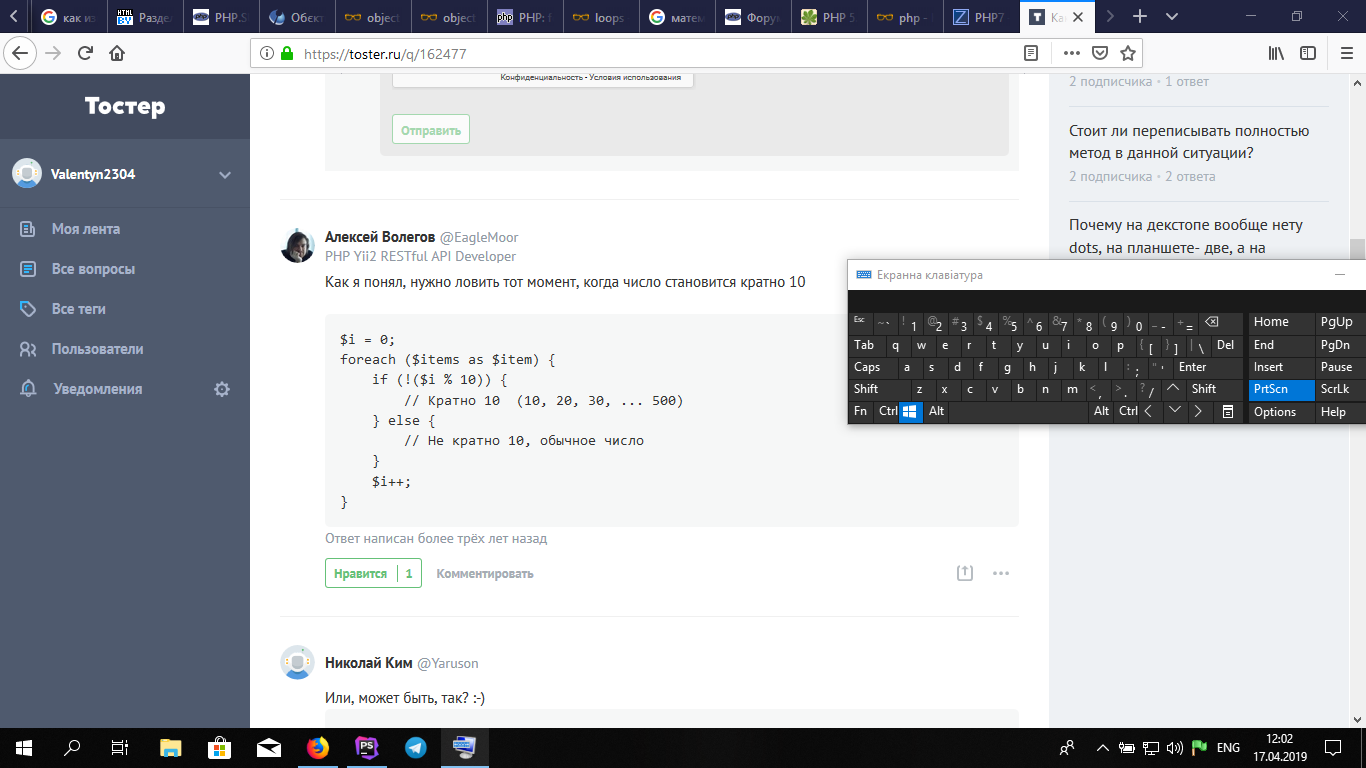 как из
Раздел
PHP.S
Обєкт
object
object
PHP: f
loops
матем
Форум
PHP 5
php -
PHP7
Ка
https://toster.ru/q/162477
Тостер
Valentyn2304
Моя лента
Все вопросы
Все теги
Пользователи
Уведомления
Конфиденциальность - Условия использования
Отправить
Алексей Волегов @EagleMoor
PHP Yii2 RESTful API Developer
Как я понял, нужно ловить тот момент, когда число становится кратно 10
$i = 0;
foreach ($items as $item) {
    if (!($i % 10)) {
        // Кратно 10  (10, 20, 30, ... 500)
    } else {
        // Не кратно 10, обычное число
    }
    $i++;
}
Ответ написан более трёх лет назад
Нравится 1 Комментировать
Николай Ким @Yaruson
Или, может быть, так? :-)
2 подписчика • 1 ответ
Стоит ли переписывать полностью
метод в данной ситуации?
2 подписчика • 2 ответа
Почему на декстопе вообще нету
dots, на планшете- две, а на
Екранна клавіатура
Esc ~ ` ! 1 @ 2 # 3 $ 4 % 5 ^ 6 & 7 * 8 ( 9 ) 0 _ - + = Home PgUp
Tab q w e r t y u i o p { [ } ] | \ Del End PgDn
Caps a s d f g h j k l : ; " ' Enter Insert Pause
Shift z x c v b n m < , > . ? / Shift PrtScn ScrLk
Fn Ctrl Alt Alt Ctrl Options Help
PS
ENG
12:02
17.04.2019